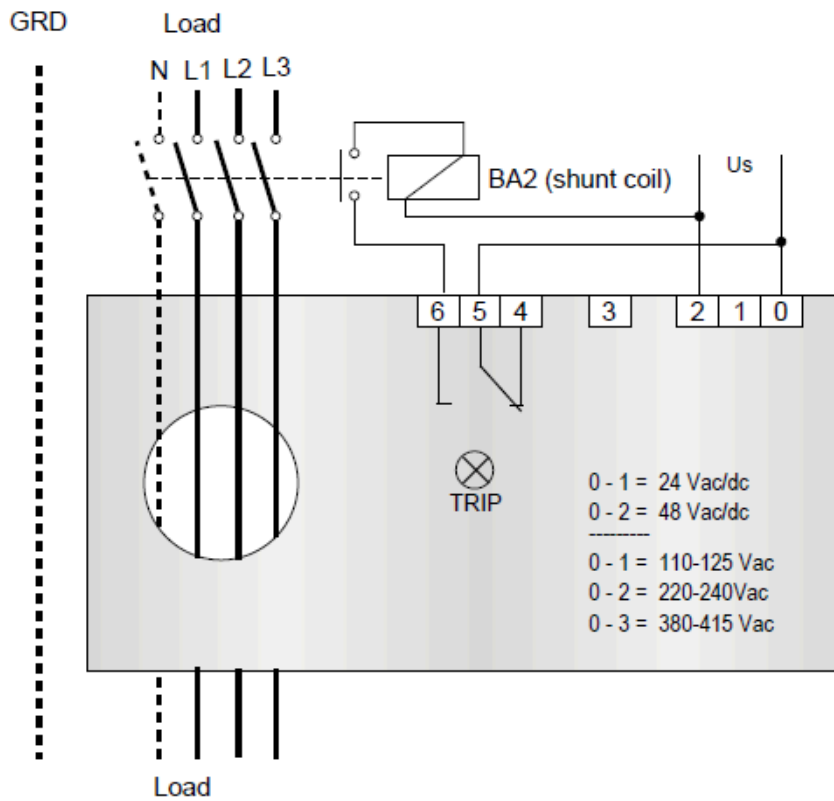 GRD Load
N L1 L2 L3
BA2 (shunt coil)
Us
6 5 4 3 2 1 0
TRIP
0 - 1 = 24 Vac/dc
0 - 2 = 48 Vac/dc
---------
0 - 1 = 110-125 Vac
0 - 2 = 220-240Vac
0 - 3 = 380-415 Vac
Load